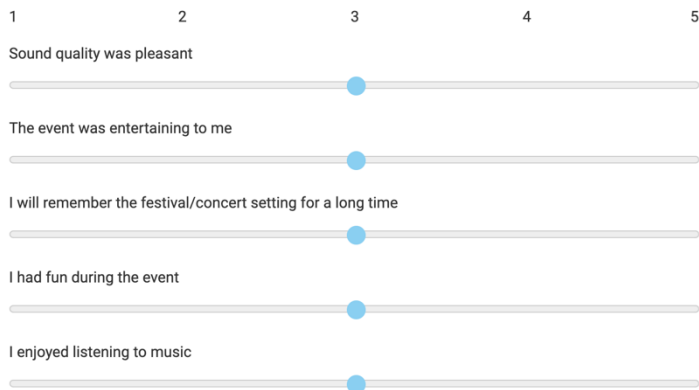 1 2 3 4 5
Sound quality was pleasant
The event was entertaining to me
I will remember the festival/concert setting for a long time
I had fun during the event
I enjoyed listening to music